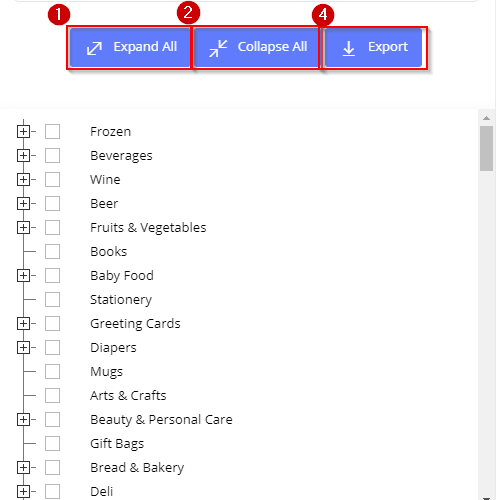 1 2 4
Expand All Collapse All Export
Frozen
Beverages
Wine
Beer
Fruits & Vegetables
Books
Baby Food
Stationery
Greeting Cards
Diapers
Mugs
Arts & Crafts
Beauty & Personal Care
Gift Bags
Bread & Bakery
Deli